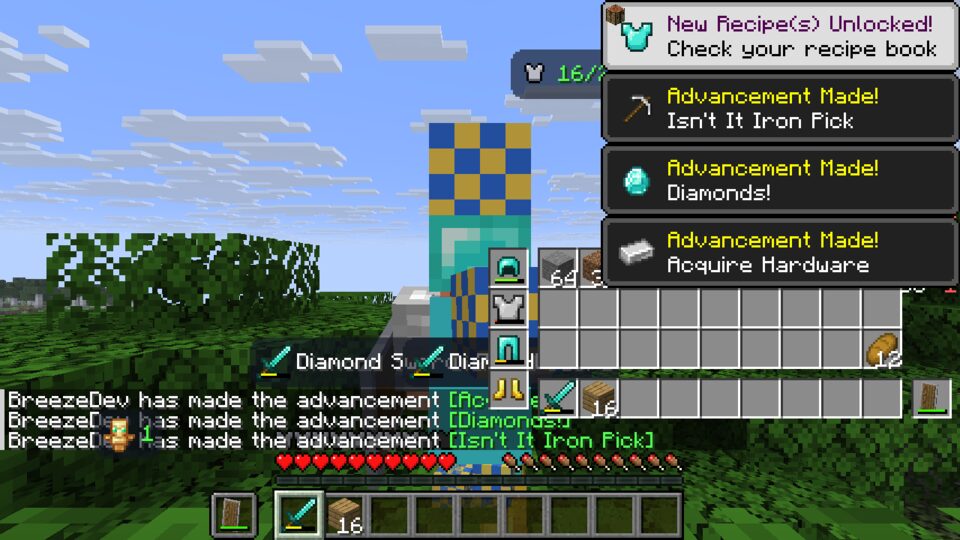 New Recipe(s) Unlocked!
Check your recipe book
16/
Advancement Made!
Isn't It Iron Pick
Advancement Made!
Diamonds!
Advancement Made!
Acquire Hardware
64
12
Diamond
16
BreezeDev has made the advancement
BreezeDev has made the advancement [Diamonds!]
1
has made the advancement [Isn't It Iron Pick]
16